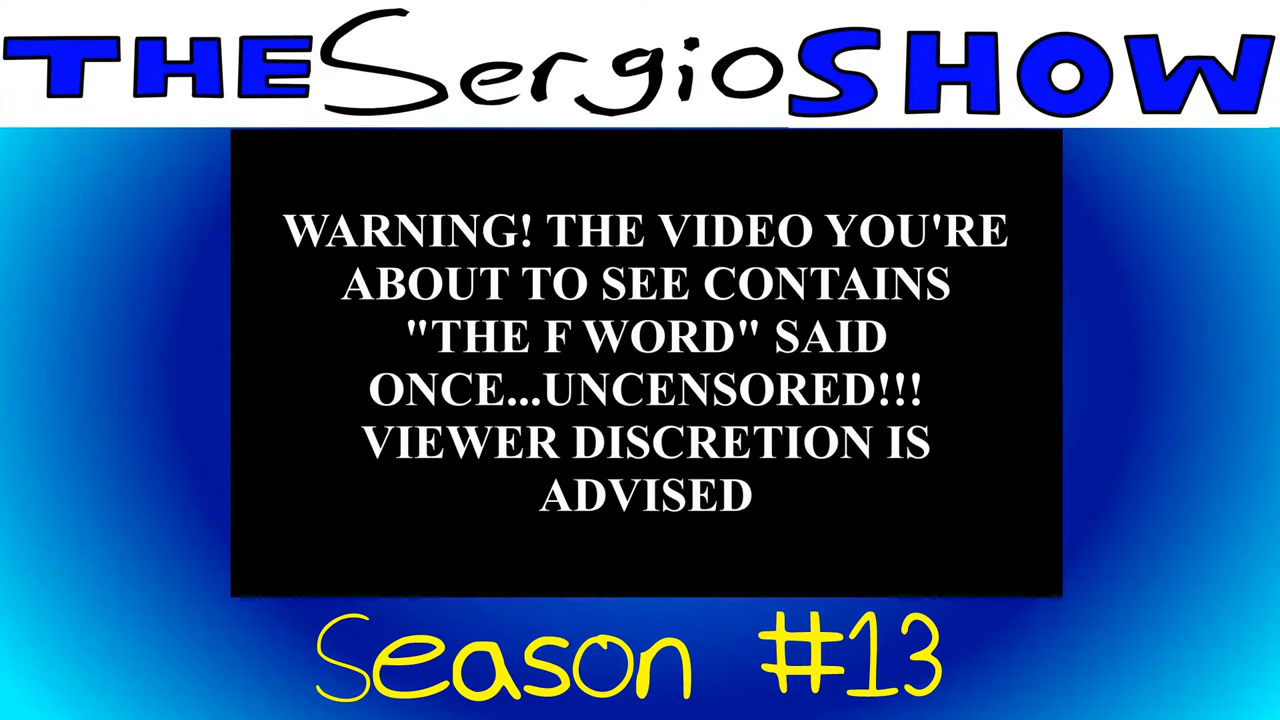 THE Sergio SHOW
WARNING! THE VIDEO YOU'RE
ABOUT TO SEE CONTAINS
"THE F WORD" SAID
ONCE...UNCENSORED!!!
VIEWER DISCRETION IS
ADVISED
Season #13